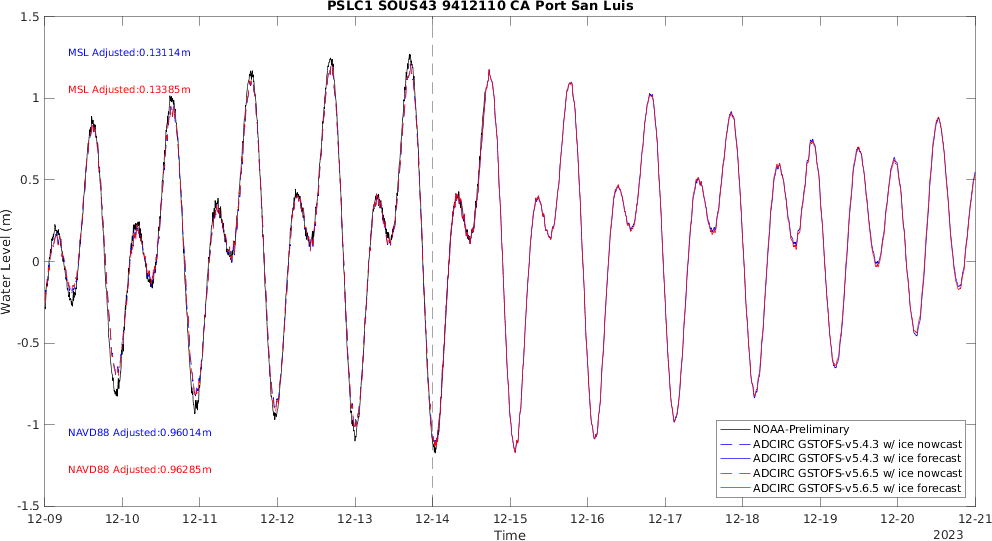 PSLC1 SOUS43 9412110 CA Port San Luis
1.5
1
0.5
0
-0.5
-1
-1.5
Water Level (m)
MSL Adjusted:0.13114m
MSL Adjusted:0.13385m
NAVD88 Adjusted:0.96014m
NAVD88 Adjusted:0.96285m
NOAA-Preliminary
ADCIRC GSTOFS-v5.4.3 w/ ice nowcast
ADCIRC GSTOFS-v5.4.3 w/ ice forecast
ADCIRC GSTOFS-v5.6.5 w/ ice nowcast
ADCIRC GSTOFS-v5.6.5 w/ ice forecast
12-09 12-10 12-11 12-12 12-13 12-14 12-15 12-16 12-17 12-18 12-19 12-20 12-21
Time
2023